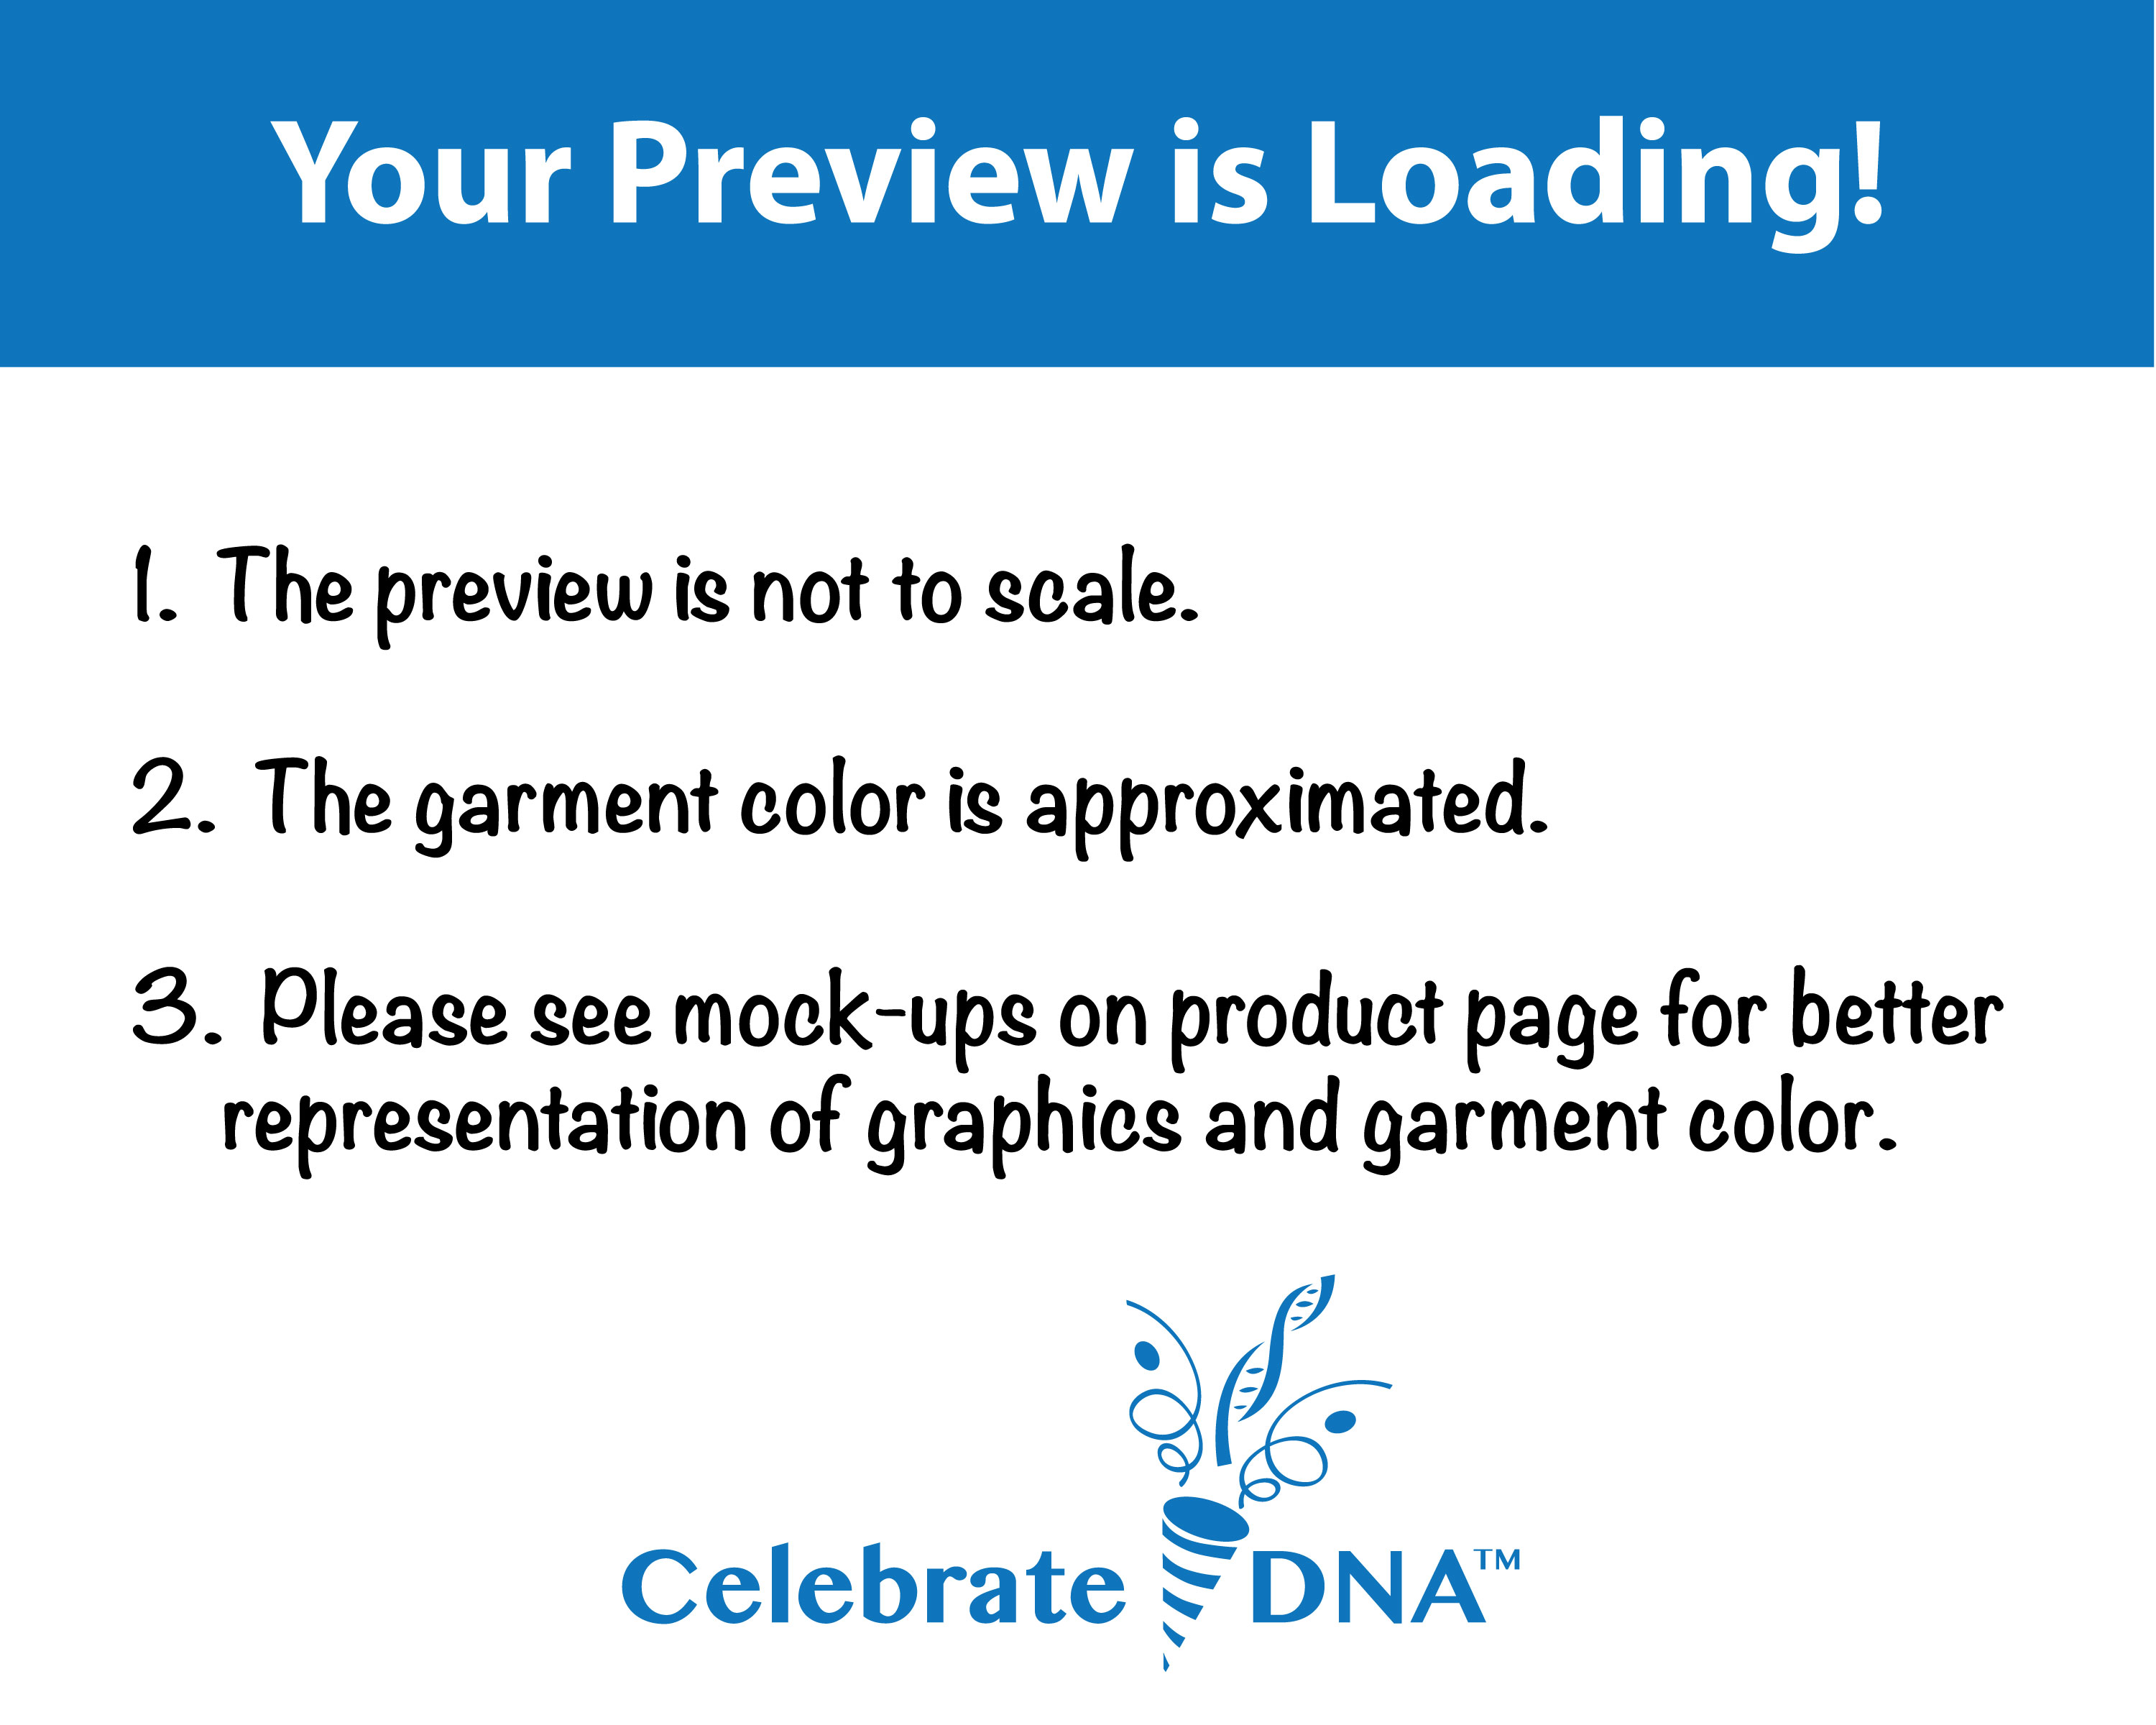 Your Preview is Loading!
1. The preview is not to scale.
2. The garment color is approximated.
3. Please see mock-ups on product page for better
representation of graphics and garment color.
Celebrate DNA™